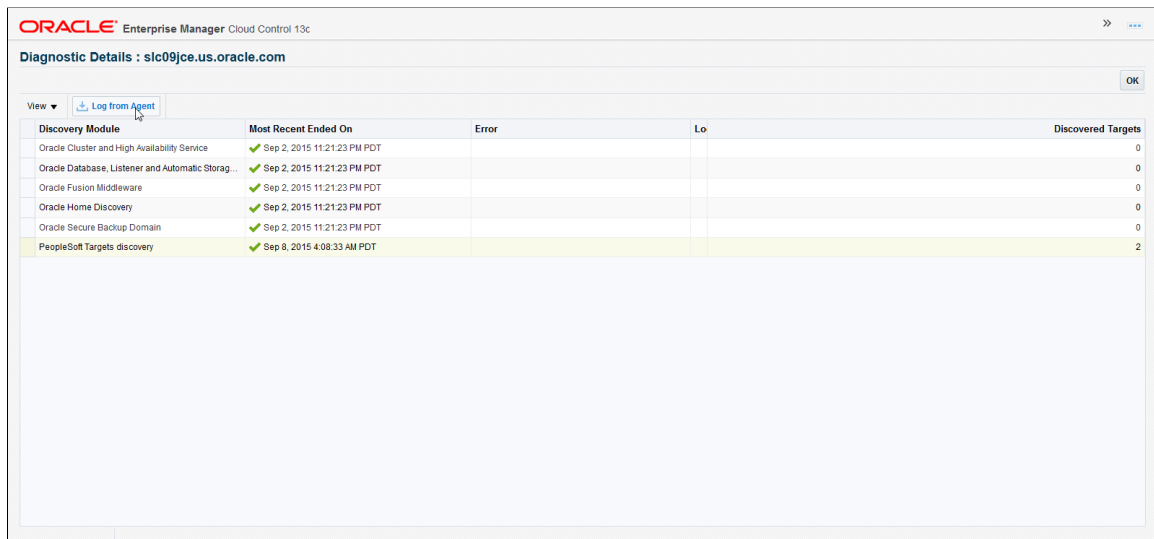 ORACLE Enterprise Manager Cloud Control 13c
Diagnostic Details : slc09jce.us.oracle.com
OK
View Log from Agent
Discovery Module Most Recent Ended On Error Lo Discovered Targets
Oracle Cluster and High Availability Service Sep 2, 2015 11:21:23 PM PDT 0
Oracle Database, Listener and Automatic Storag... Sep 2, 2015 11:21:23 PM PDT 0
Oracle Fusion Middleware Sep 2, 2015 11:21:23 PM PDT 0
Oracle Home Discovery Sep 2, 2015 11:21:23 PM PDT 0
Oracle Secure Backup Domain Sep 2, 2015 11:21:23 PM PDT 0
PeopleSoft Targets discovery Sep 8, 2015 4:08:33 AM PDT 2